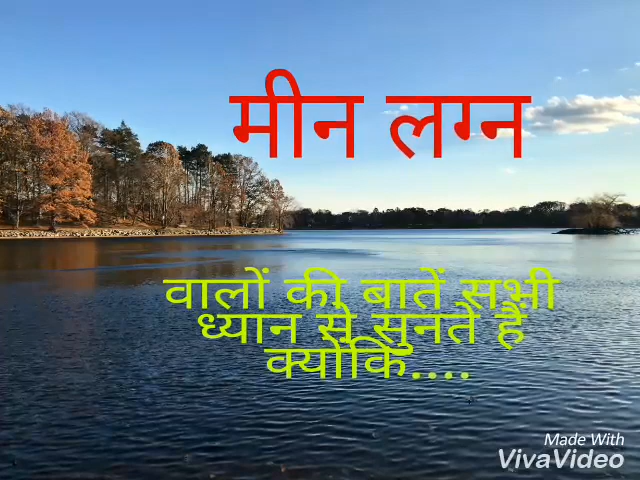 मीन लग्न
वालों की बातें सभी
ध्यान से सुनते हैं
क्योंकि....
Made With
VivaVideo